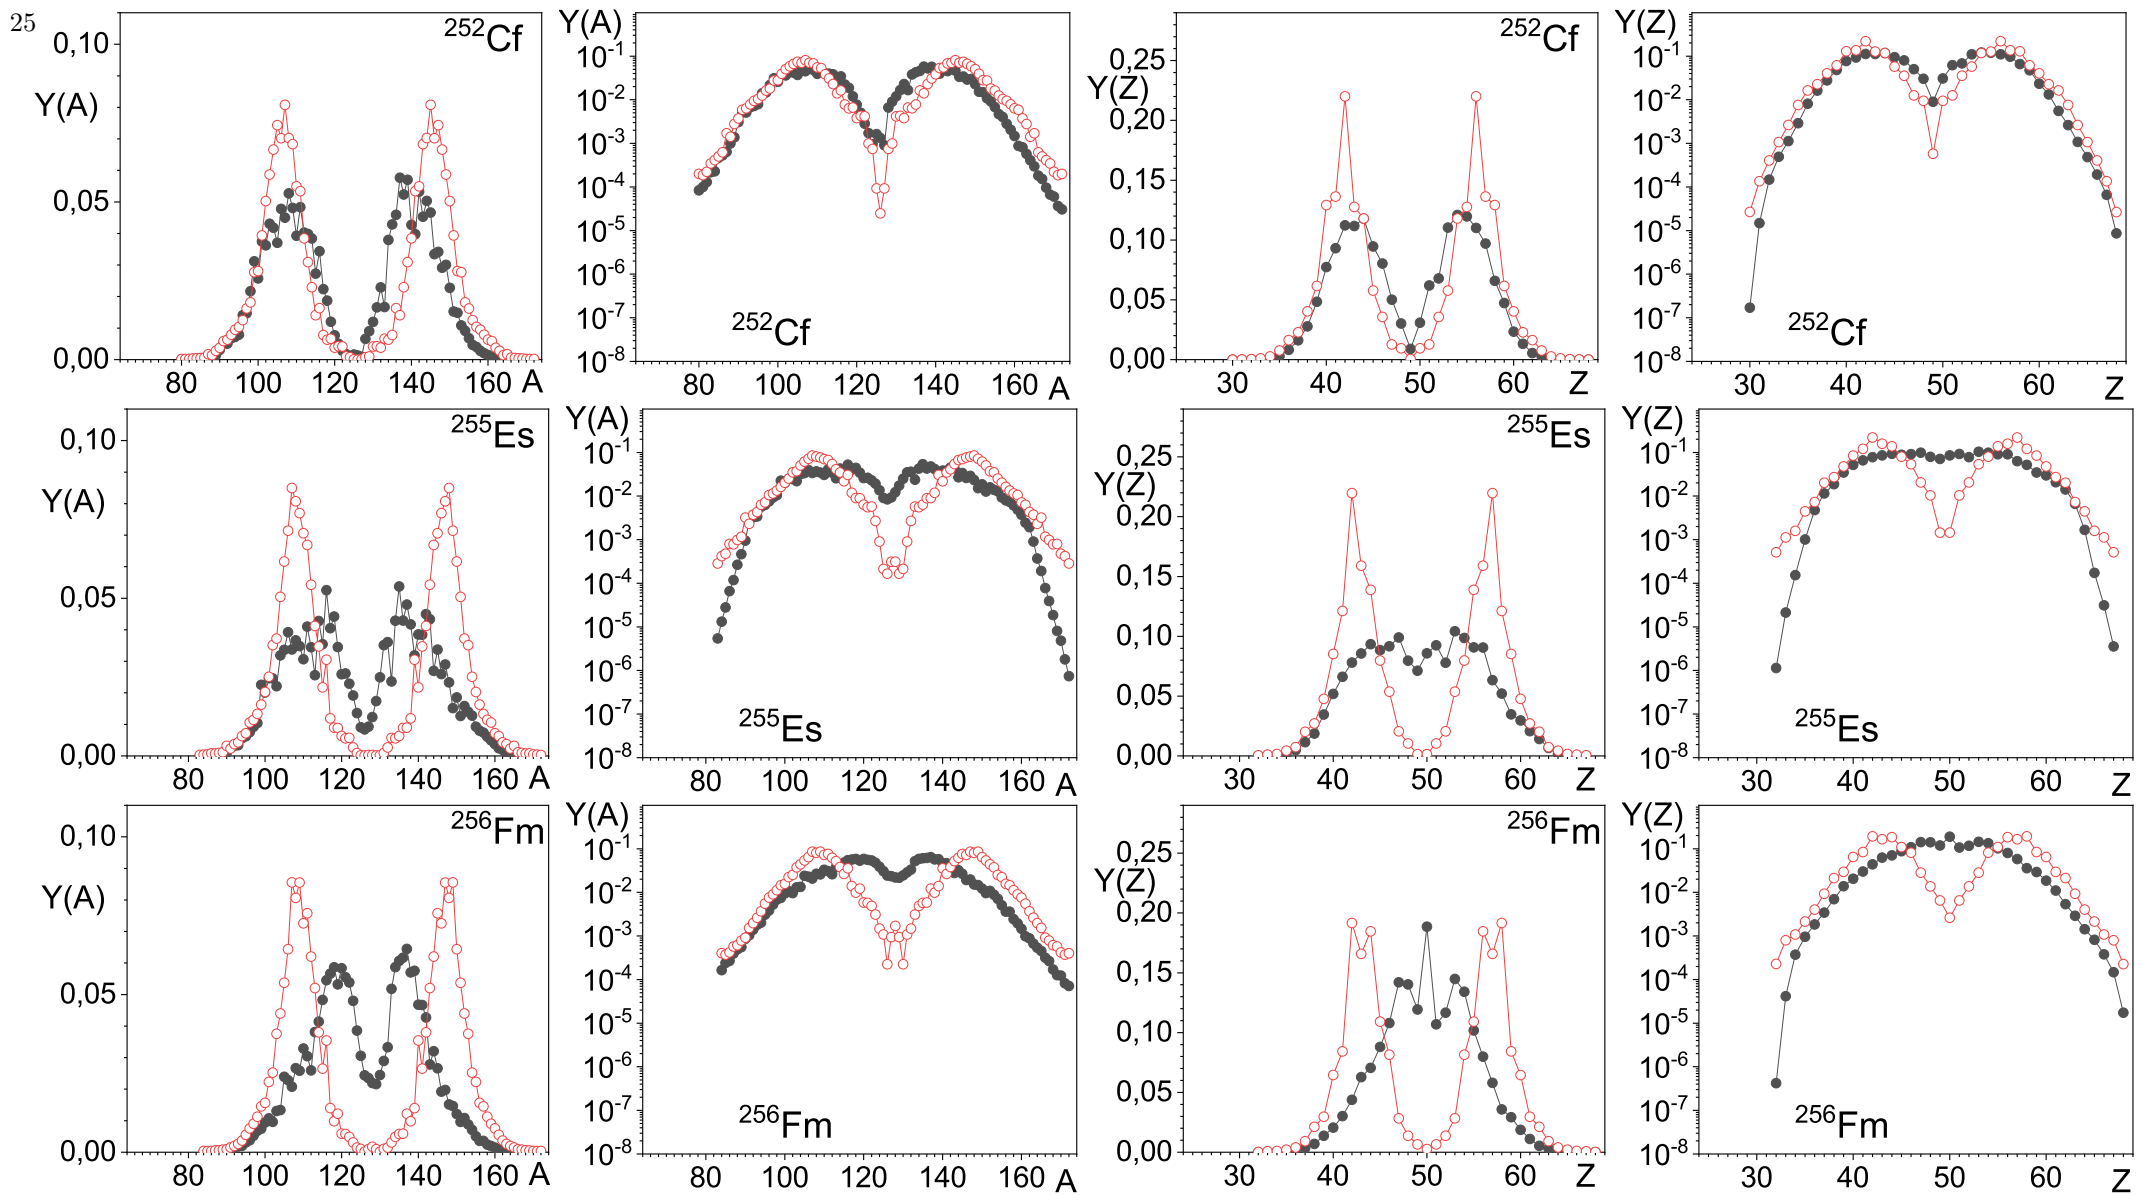 25
0,10
0,05
0,00
Y(A)
²⁵²Cf
80 100 120 140 160 A
Y(A)
10⁻¹
10⁻²
10⁻³
10⁻⁴
10⁻⁵
10⁻⁶
10⁻⁷
10⁻⁸
²⁵²Cf
80 100 120 140 160 A
0,25
Y(Z)
0,20
0,15
0,10
0,05
0,00
²⁵²Cf
30 40 50 60 Z
Y(Z)
10⁻¹
10⁻²
10⁻³
10⁻⁴
10⁻⁵
10⁻⁶
10⁻⁷
10⁻⁸
²⁵²Cf
30 40 50 60 Z
0,10
Y(A)
0,05
0,00
²⁵⁵Es
80 100 120 140 160 A
Y(A)
10⁻¹
10⁻²
10⁻³
10⁻⁴
10⁻⁵
10⁻⁶
10⁻⁷
10⁻⁸
²⁵⁵Es
80 100 120 140 160 A
0,25
Y(Z)
0,20
0,15
0,10
0,05
0,00
²⁵⁵Es
30 40 50 60 Z
Y(Z)
10⁻¹
10⁻²
10⁻³
10⁻⁴
10⁻⁵
10⁻⁶
10⁻⁷
10⁻⁸
²⁵⁵Es
30 40 50 60 Z
0,10
Y(A)
0,05
0,00
²⁵⁶Fm
80 100 120 140 160 A
Y(A)
10⁻¹
10⁻²
10⁻³
10⁻⁴
10⁻⁵
10⁻⁶
10⁻⁷
10⁻⁸
²⁵⁶Fm
80 100 120 140 160 A
0,25
Y(Z)
0,20
0,15
0,10
0,05
0,00
²⁵⁶Fm
30 40 50 60 Z
Y(Z)
10⁻¹
10⁻²
10⁻³
10⁻⁴
10⁻⁵
10⁻⁶
10⁻⁷
10⁻⁸
²⁵⁶Fm
30 40 50 60 Z